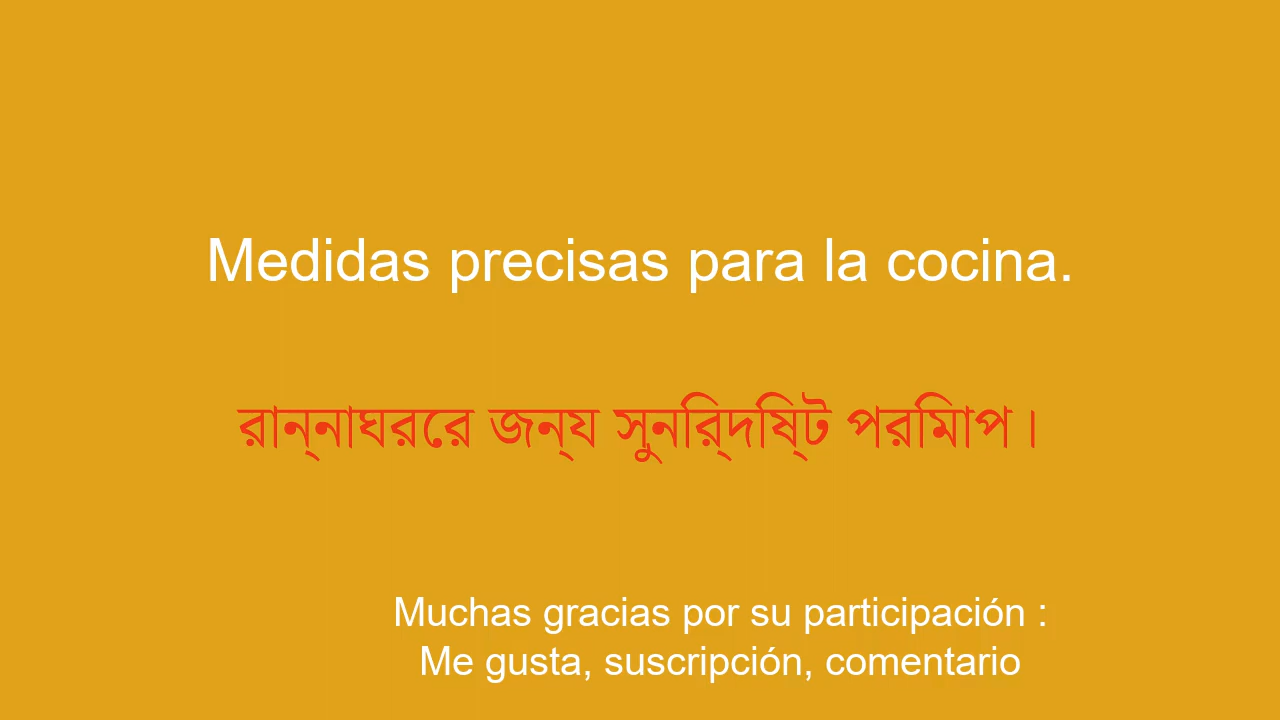 Medidas precisas para la cocina.
রান্নাঘরের জন্য সুনির্দিষ্ট পরিমাপ।
Muchas gracias por su participación :
Me gusta, suscripción, comentario